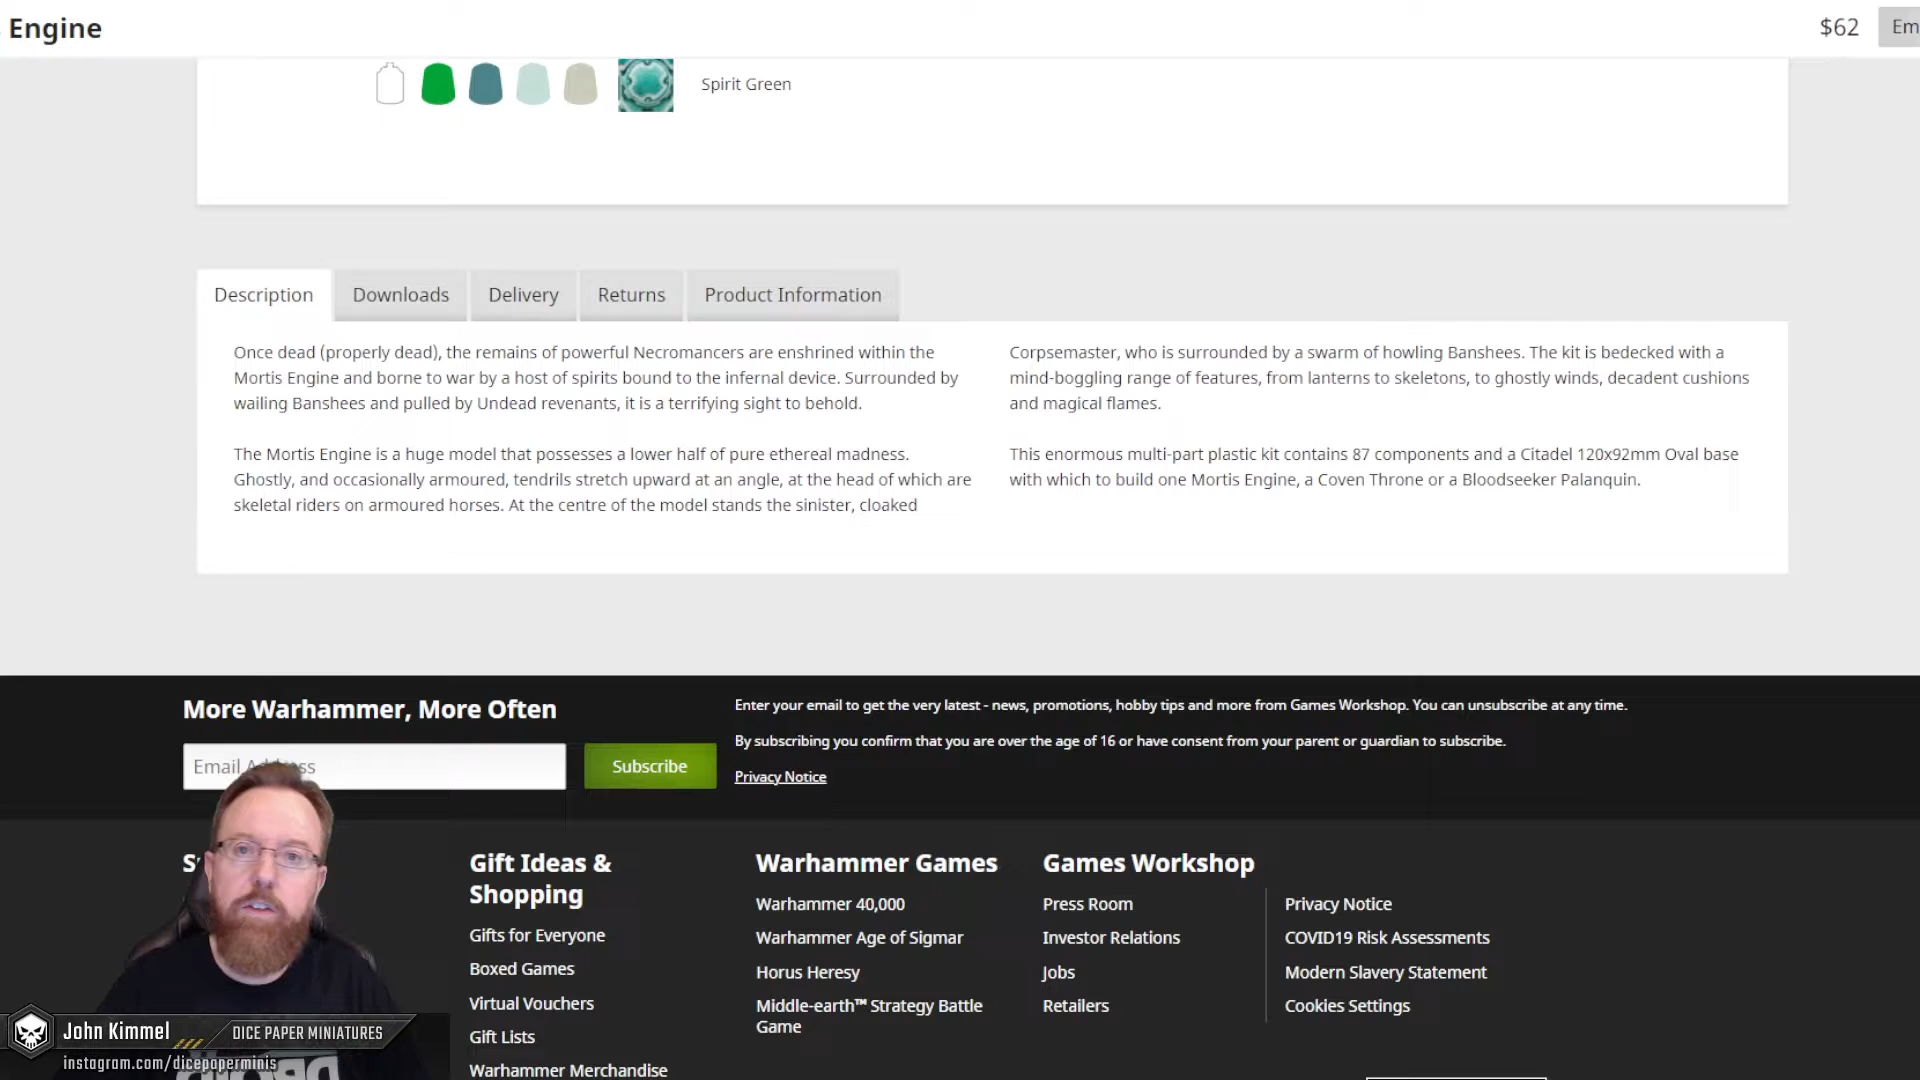 Engine
$62
Em
Spirit Green
Description
Downloads
Delivery
Returns
Product Information
Once dead (properly dead), the remains of powerful Necromancers are enshrined within the
Mortis Engine and borne to war by a host of spirits bound to the infernal device. Surrounded by
wailing Banshees and pulled by Undead revenants, it is a terrifying sight to behold.
The Mortis Engine is a huge model that possesses a lower half of pure ethereal madness.
Ghostly, and occasionally armoured, tendrils stretch upward at an angle, at the head of which are
skeletal riders on armoured horses. At the centre of the model stands the sinister, cloaked
Corpsemaster, who is surrounded by a swarm of howling Banshees. The kit is bedecked with a
mind-boggling range of features, from lanterns to skeletons, to ghostly winds, decadent cushions
and magical flames.
This enormous multi-part plastic kit contains 87 components and a Citadel 120x92mm Oval base
with which to build one Mortis Engine, a Coven Throne or a Bloodseeker Palanquin.
More Warhammer, More Often
Email Address
Subscribe
Enter your email to get the very latest - news, promotions, hobby tips and more from Games Workshop. You can unsubscribe at any time.
By subscribing you confirm that you are over the age of 16 or have consent from your parent or guardian to subscribe.
Privacy Notice
Gift Ideas &
Shopping
Gifts for Everyone
Boxed Games
Virtual Vouchers
Gift Lists
Warhammer Merchandise
Warhammer Games
Warhammer 40,000
Warhammer Age of Sigmar
Horus Heresy
Middle-earth™ Strategy Battle
Game
Games Workshop
Press Room
Investor Relations
Jobs
Retailers
Privacy Notice
COVID19 Risk Assessments
Modern Slavery Statement
Cookies Settings
John Kimmel
DICE PAPER MINIATURES
instagram.com/dicepaperminis